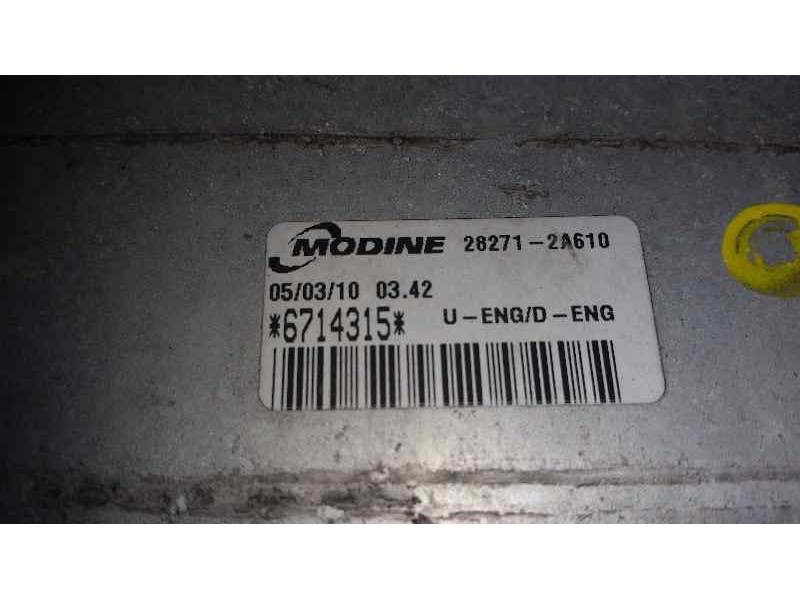 MODINE 28271-2A610
05/03/10 03.42
*6714315* U-ENG/D-ENG